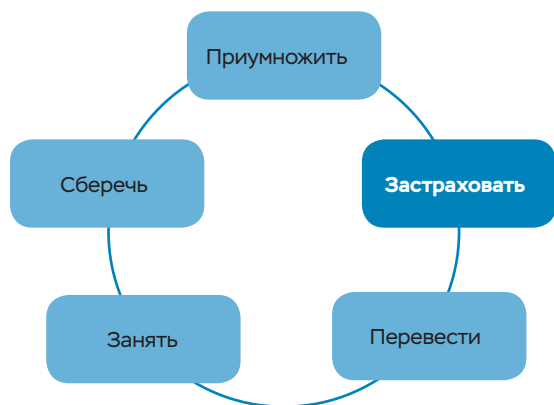 Приумножить
Сберечь
Застраховать
Занять
Перевести